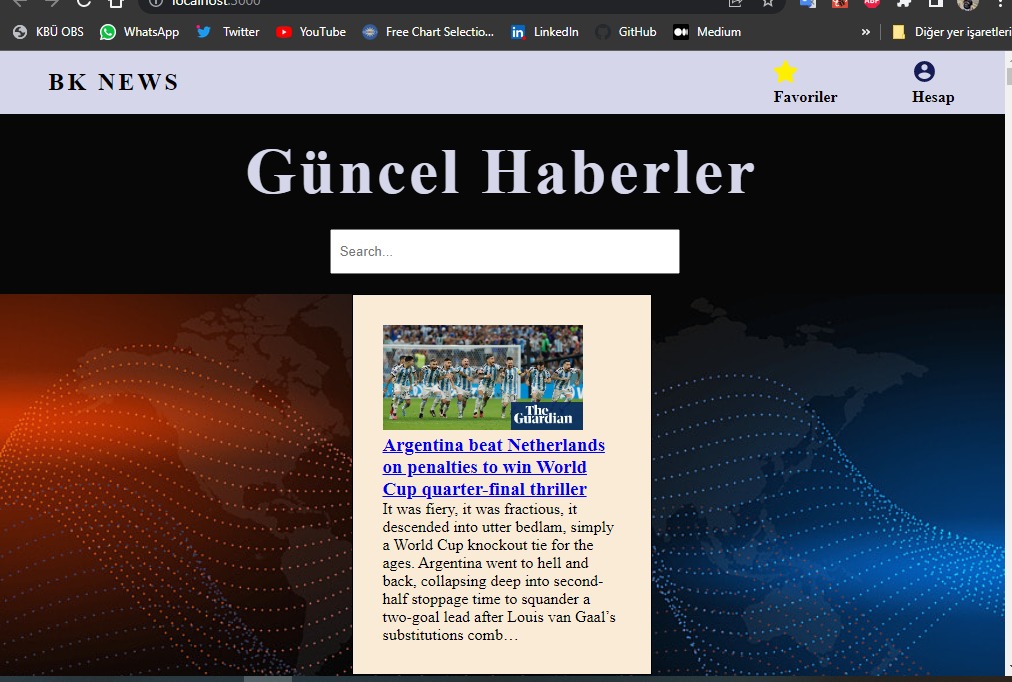 localhost:3000
KBÜ OBS WhatsApp Twitter YouTube Free Chart Selectio... LinkedIn GitHub Medium » Diğer yer işaretleri
BK NEWS
Favoriler
Hesap
Güncel Haberler
Search...
The
Guardian
Argentina beat Netherlands
on penalties to win World
Cup quarter-final thriller
It was fiery, it was fractious, it
descended into utter bedlam, simply
a World Cup knockout tie for the
ages. Argentina went to hell and
back, collapsing deep into second-
half stoppage time to squander a
two-goal lead after Louis van Gaal’s
substitutions comb…